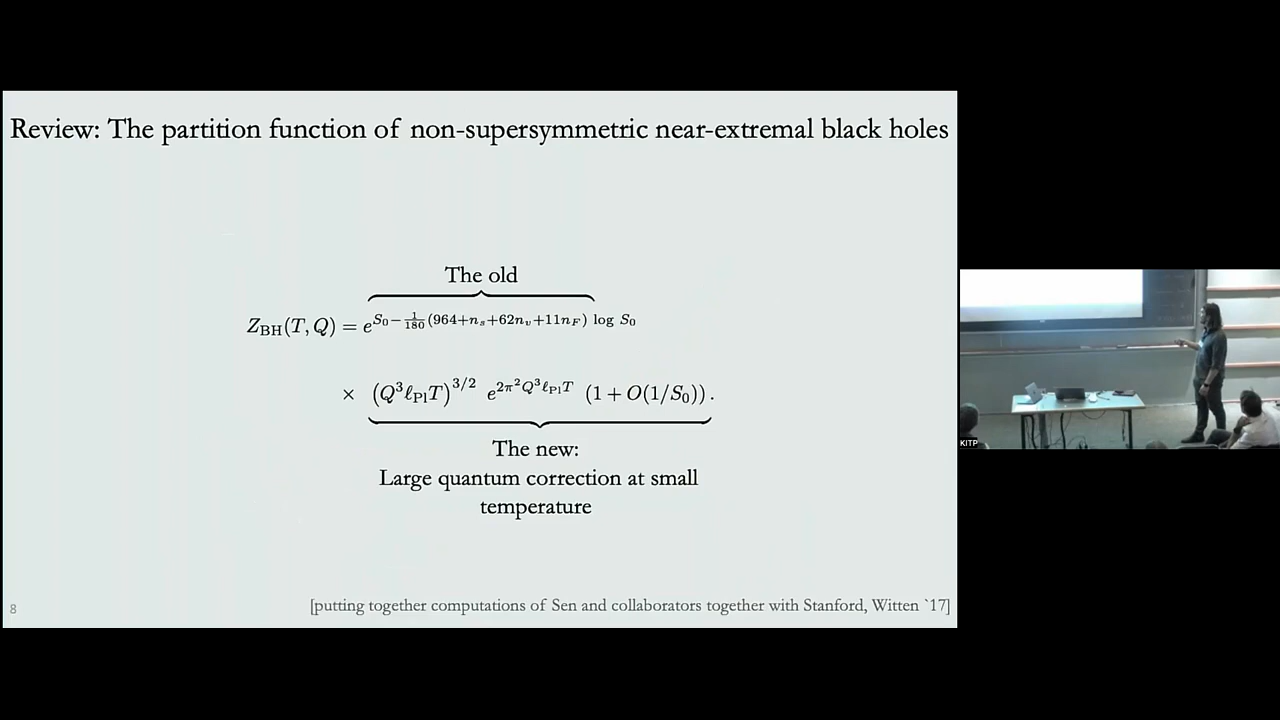 Review: The partition function of non-supersymmetric near-extremal black holes
The old
Z_BH(T, Q) = e^{S_0 − \frac{1}{180}(964+n_s+62n_v+11n_F) log S_0}
× (Q^3 ℓ_Pl T)^{3/2} e^{2π^2 Q^3 ℓ_Pl T} (1 + O(1/S_0)).
The new:
Large quantum correction at small
temperature
8
[putting together computations of Sen and collaborators together with Stanford, Witten `17]
KITP